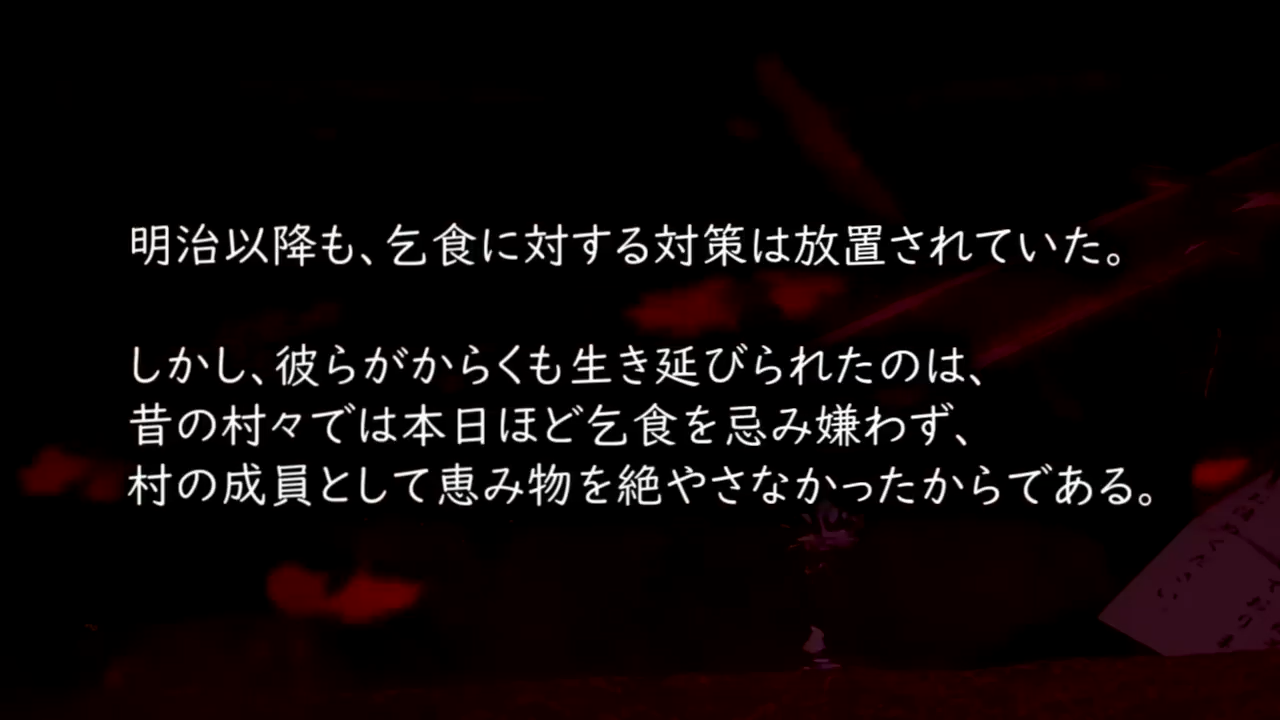 明治以降も、乞食に対する対策は放置されていた。
しかし、彼らがからくも生き延びられたのは、
昔の村々では本日ほど乞食を忌み嫌わず、
村の成員として恵み物を絶やさなかったからである。